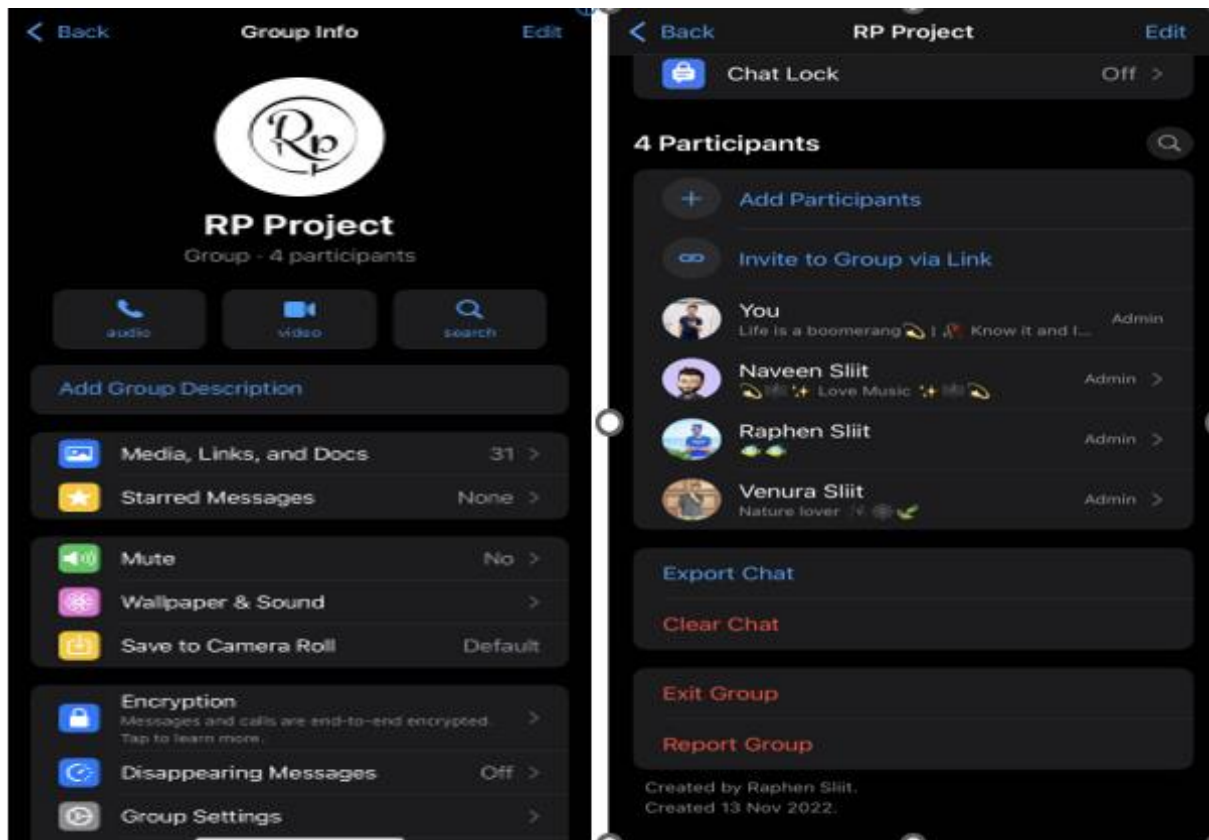 Back Group Info Edit
Rp
RP Project
Group - 4 participants
audio video search
Add Group Description
Media, Links, and Docs 31
Starred Messages None
Mute No
Wallpaper & Sound
Save to Camera Roll Default
Encryption
Messages and calls are end-to-end encrypted.
Tap to learn more.
Disappearing Messages Off
Group Settings
Back RP Project Edit
Chat Lock Off
4 Participants
Add Participants
Invite to Group via Link
You
Life is a boomerang💫 | 🥀 Know it and l... Admin
Naveen Sliit
Love Music Admin
Raphen Sliit
Admin
Venura Sliit
Nature lover Admin
Export Chat
Clear Chat
Exit Group
Report Group
Created by Raphen Sliit.
Created 13 Nov 2022.